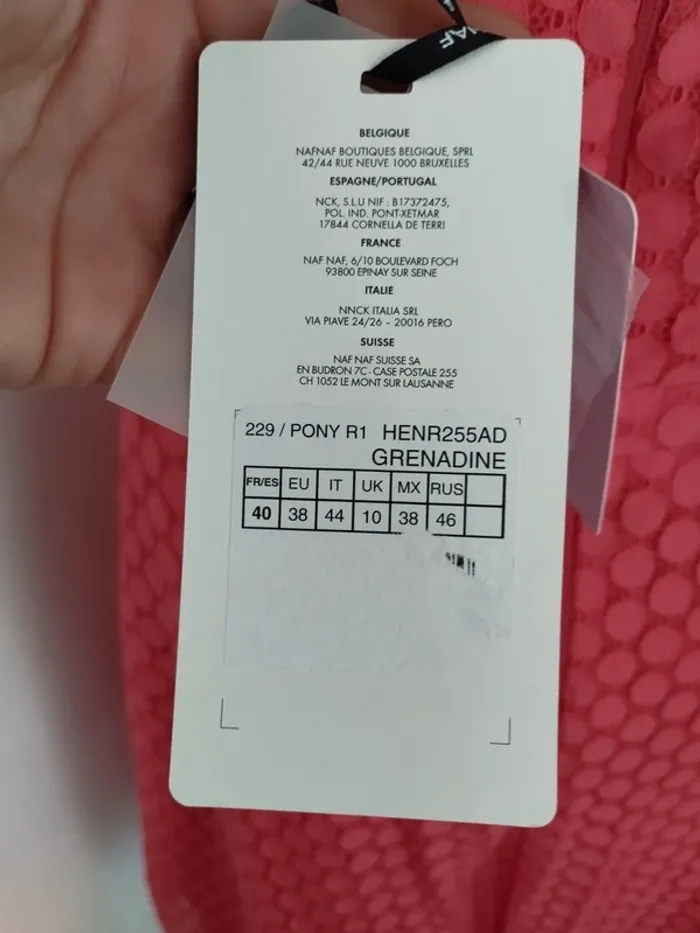 NAF
BELGIQUE
NAFNAF BOUTIQUES BELGIQUE, SPRL
42/44 RUE NEUVE 1000 BRUXELLES
ESPAGNE/PORTUGAL
NCK, S.L.U NIF : B17372475,
POL. IND. PONT-XETMAR
17844 CORNELLA DE TERRI
FRANCE
NAF NAF, 6/10 BOULEVARD FOCH
93800 EPINAY SUR SEINE
ITALIE
NNCK ITALIA SRL
VIA PIAVE 24/26 - 20016 PERO
SUISSE
NAF NAF SUISSE SA
EN BUDRON 7C - CASE POSTALE 255
CH 1052 LE MONT SUR LAUSANNE
229 / PONY R1 HENR255AD
GRENADINE
FR/ES EU IT UK MX RUS
40 38 44 10 38 46